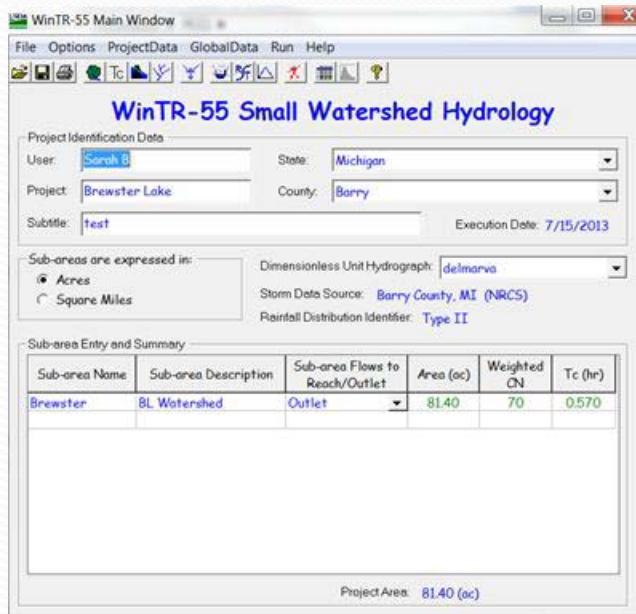 WinTR-55 Main Window
File Options ProjectData GlobalData Run Help
Tc
WinTR-55 Small Watershed Hydrology
Project Identification Data
User: Sarah B State: Michigan
Project: Brewster Lake County: Barry
Subtitle: test Execution Date: 7/15/2013
Sub-areas are expressed in:
Acres
Square Miles
Dimensionless Unit Hydrograph: delmarva
Storm Data Source: Barry County, MI (NRCS)
Rainfall Distribution Identifier: Type II
Sub-area Entry and Summary
Sub-area Name Sub-area Description Sub-area Flows to Reach/Outlet Area (ac) Weighted CN Tc (hr)
Brewster BL Watershed Outlet 81.40 70 0.570
Project Area: 81.40 (ac)